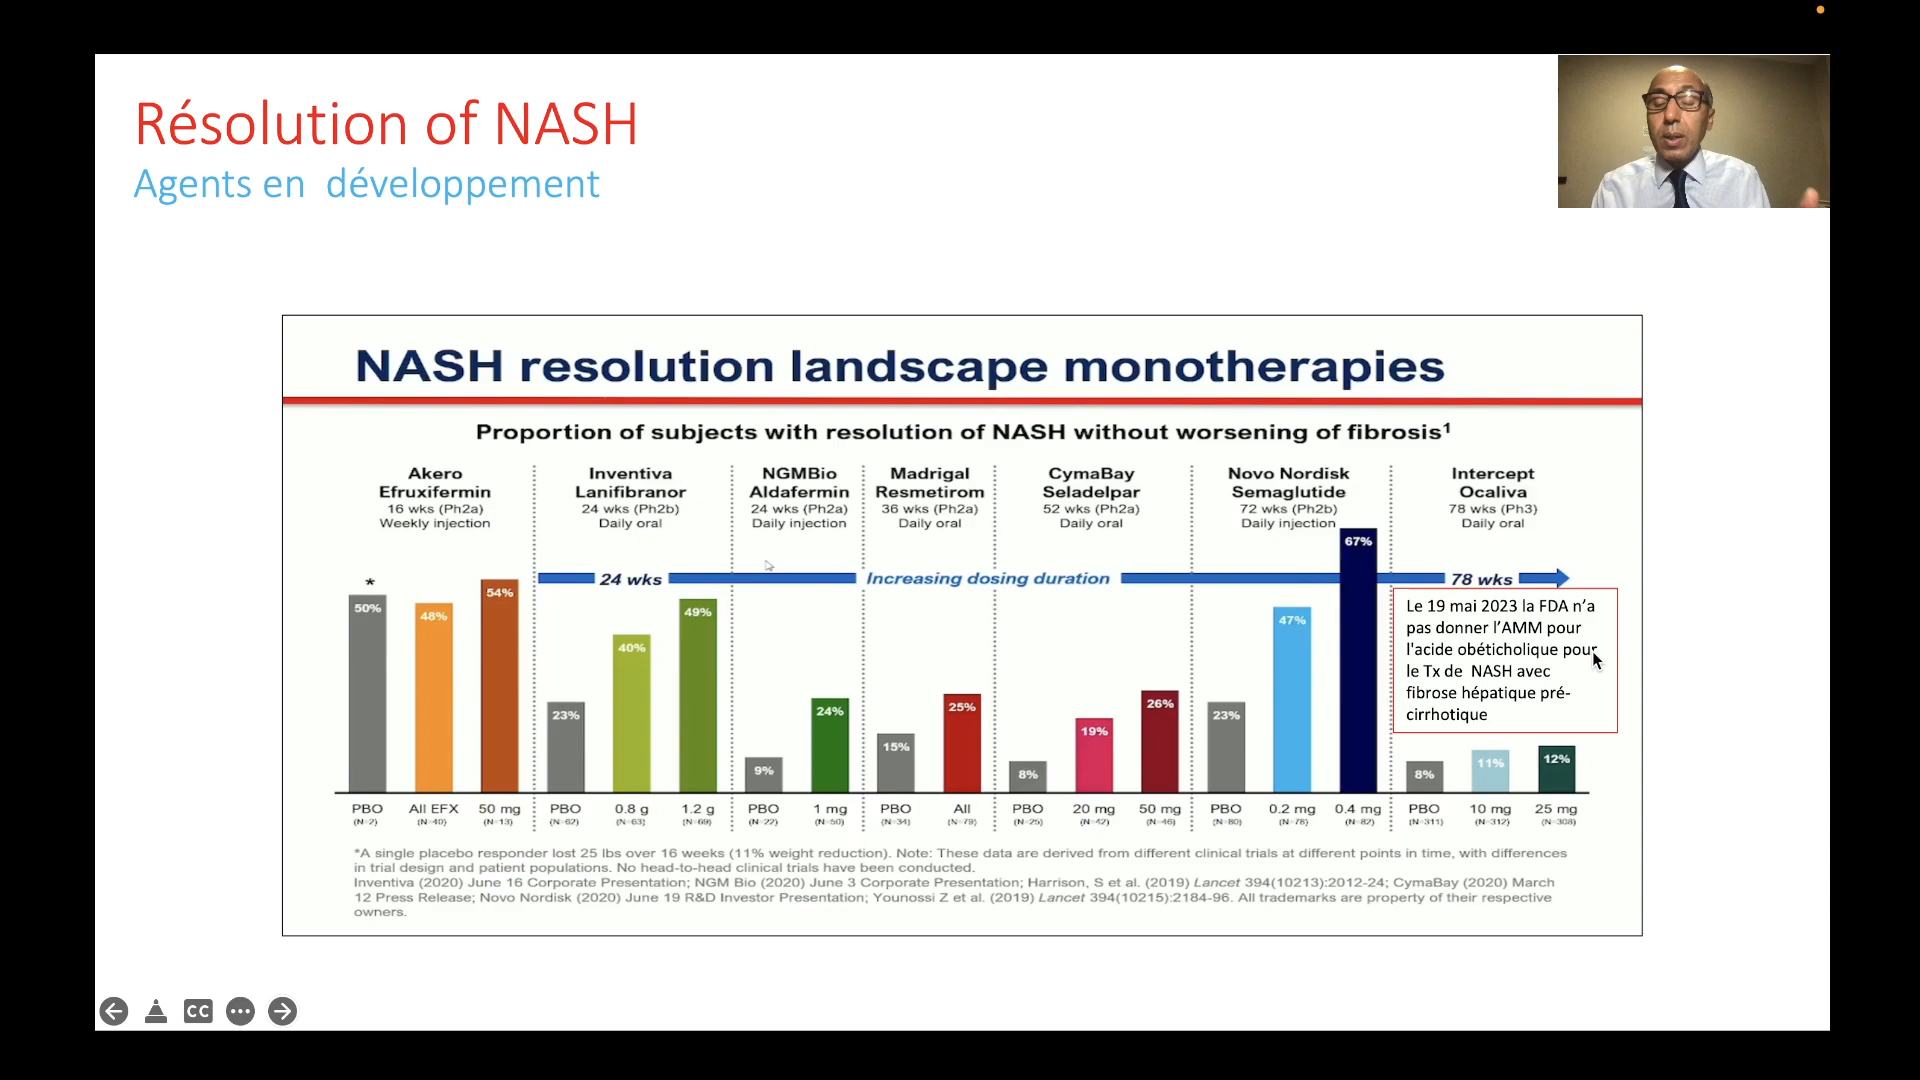 Résolution of NASH
Agents en développement
NASH resolution landscape monotherapies
Proportion of subjects with resolution of NASH without worsening of fibrosis¹
Akero
Efruxifermin
16 wks (Ph2a)
Weekly injection
Inventiva
Lanifibranor
24 wks (Ph2b)
Daily oral
NGMBio
Aldafermin
24 wks (Ph2a)
Daily injection
Madrigal
Resmetirom
36 wks (Ph2a)
Daily oral
CymaBay
Seladelpar
52 wks (Ph2a)
Daily oral
Novo Nordisk
Semaglutide
72 wks (Ph2b)
Daily injection
Intercept
Ocaliva
78 wks (Ph3)
Daily oral
24 wks Increasing dosing duration 78 wks
*
50% 48% 54% 23% 40% 49% 9% 24% 15% 25% 8% 19% 26% 23% 47% 67% 8% 11% 12%
Le 19 mai 2023 la FDA n’a
pas donner l’AMM pour
l'acide obéticholique pour
le Tx de NASH avec
fibrose hépatique pré-
cirrhotique
PBO All EFX 50 mg PBO 0.8 g 1.2 g PBO 1 mg PBO All PBO 20 mg 50 mg PBO 0.2 mg 0.4 mg PBO 10 mg 25 mg
(N=2) (N=40) (N=13) (N=62) (N=63) (N=69) (N=22) (N=50) (N=34) (N=79) (N=25) (N=42) (N=46) (N=80) (N=78) (N=82) (N=311) (N=312) (N=308)
*A single placebo responder lost 25 lbs over 16 weeks (11% weight reduction). Note: These data are derived from different clinical trials at different points in time, with differences
in trial design and patient populations. No head-to-head clinical trials have been conducted.
Inventiva (2020) June 16 Corporate Presentation; NGM Bio (2020) June 3 Corporate Presentation; Harrison, S et al. (2019) Lancet 394(10213):2012-24; CymaBay (2020) March
12 Press Release; Novo Nordisk (2020) June 19 R&D Investor Presentation; Younossi Z et al. (2019) Lancet 394(10215):2184-96. All trademarks are property of their respective
owners.
CC